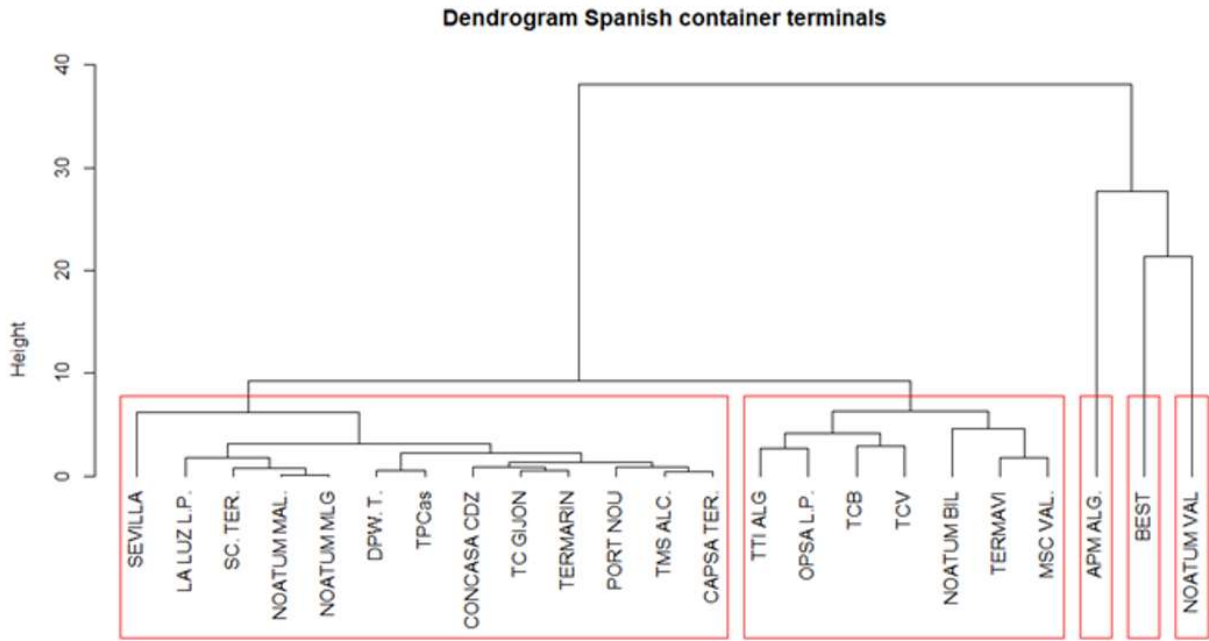 Dendrogram Spanish container terminals
40
30
20
10
0
Height
SEVILLA
LA LUZ L.P.
SC. TER.
NOATUM MAL.
NOATUM MLG
DPW. T.
TPCas
CONCASA CDZ
TC GIJON
TERMARIN
PORT NOU
TMS ALC.
CAPSA TER.
TTI ALG
OPSA L.P.
TCB
TCV
NOATUM BIL
TERMAVI
MSC VAL.
APM ALG.
BEST
NOATUM VAL